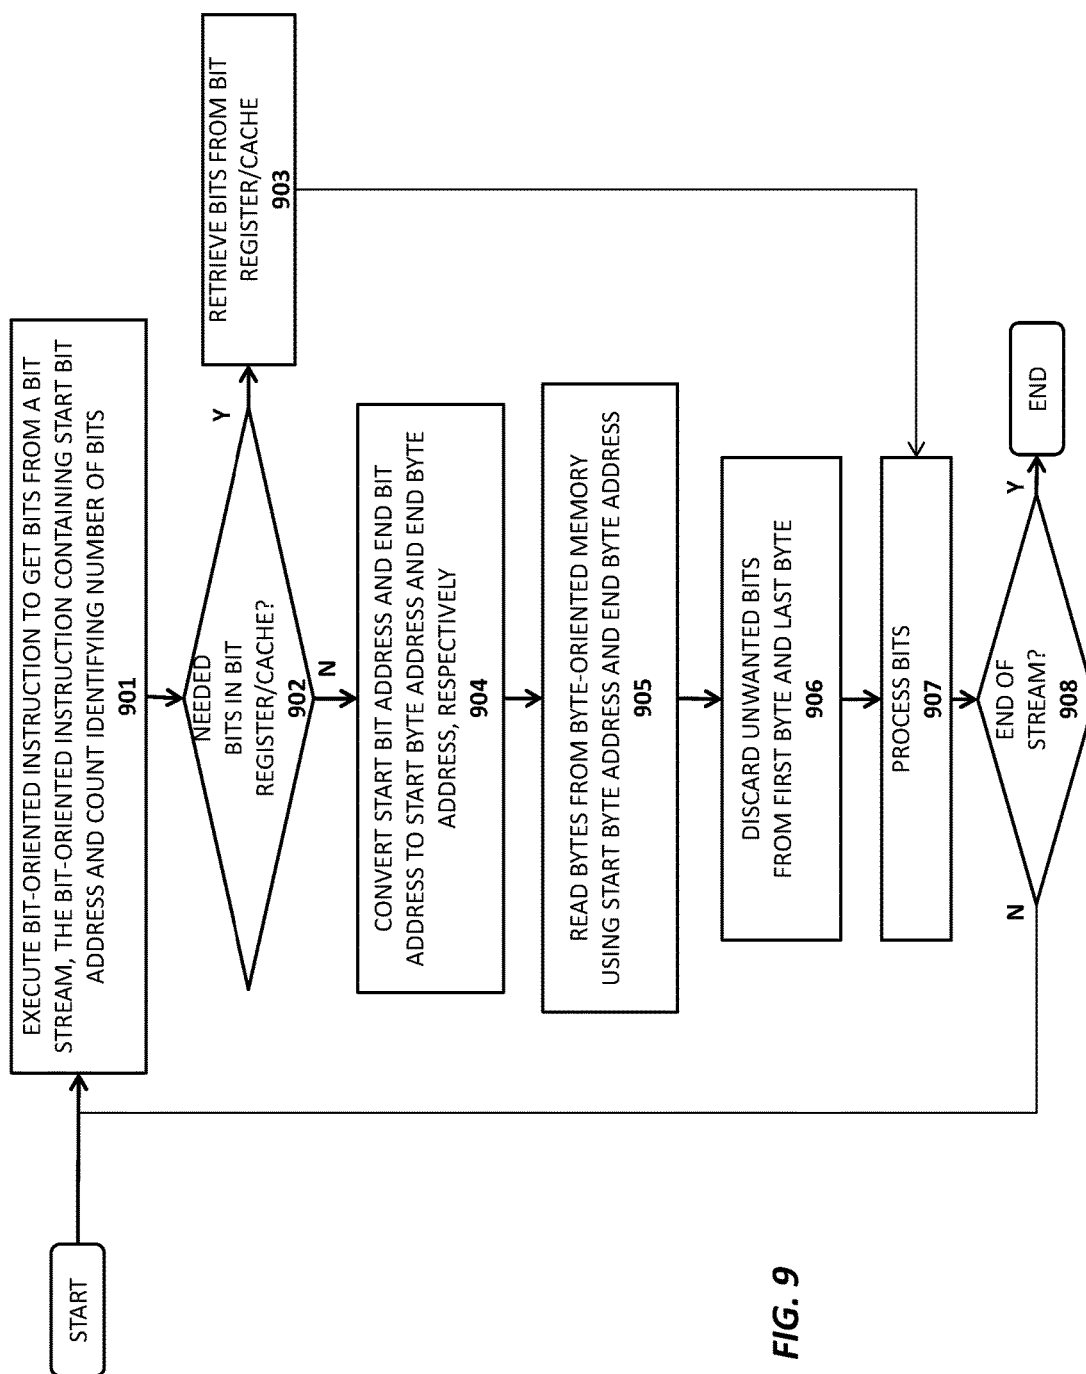 START
EXECUTE BIT-ORIENTED INSTRUCTION TO GET BITS FROM A BIT
STREAM, THE BIT-ORIENTED INSTRUCTION CONTAINING START BIT
ADDRESS AND COUNT IDENTIFYING NUMBER OF BITS
901
NEEDED
BITS IN BIT
REGISTER/CACHE?
902
Y
N
RETRIEVE BITS FROM BIT
REGISTER/CACHE
903
CONVERT START BIT ADDRESS AND END BIT
ADDRESS TO START BYTE ADDRESS AND END BYTE
ADDRESS, RESPECTIVELY
904
READ BYTES FROM BYTE-ORIENTED MEMORY
USING START BYTE ADDRESS AND END BYTE ADDRESS
905
DISCARD UNWANTED BITS
FROM FIRST BYTE AND LAST BYTE
906
PROCESS BITS
907
END OF
STREAM?
908
N
Y
END
FIG. 9